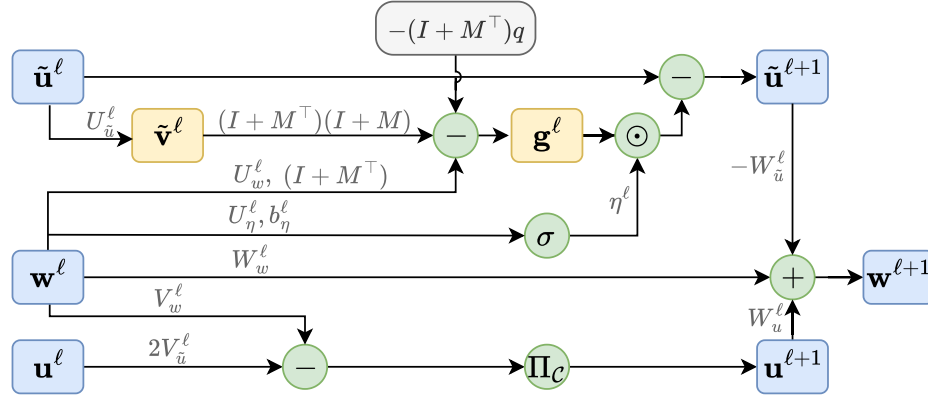 −(I + M⊤)q
ũ^ℓ
−
ũ^{ℓ+1}
U^ℓ_ũ
ṽ^ℓ
(I + M⊤)(I + M)
−
g^ℓ
⊙
U^ℓ_w, (I + M⊤)
η^ℓ
−W^ℓ_ũ
U^ℓ_η, b^ℓ_η
σ
w^ℓ
W^ℓ_w
+
w^{ℓ+1}
V^ℓ_w
W^ℓ_u
u^ℓ
2V^ℓ_ũ
−
Π_C
u^{ℓ+1}